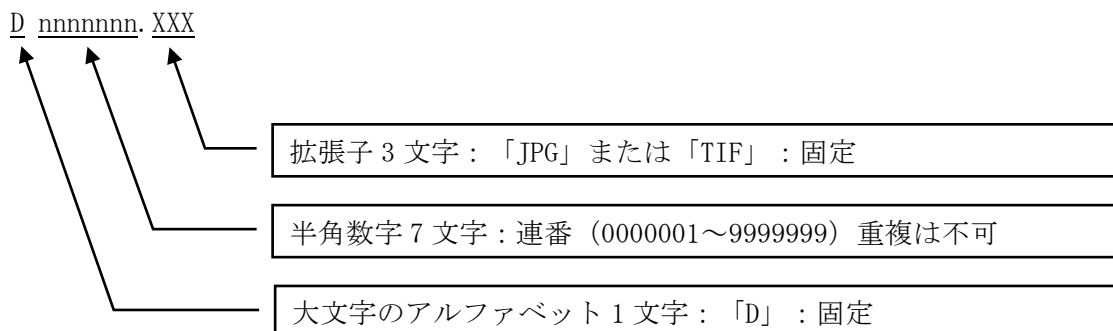 D nnnnnnn. XXX
拡張子 3 文字：「JPG」または「TIF」：固定
半角数字 7 文字：連番（0000001～9999999）重複は不可
大文字のアルファベット 1 文字：「D」：固定